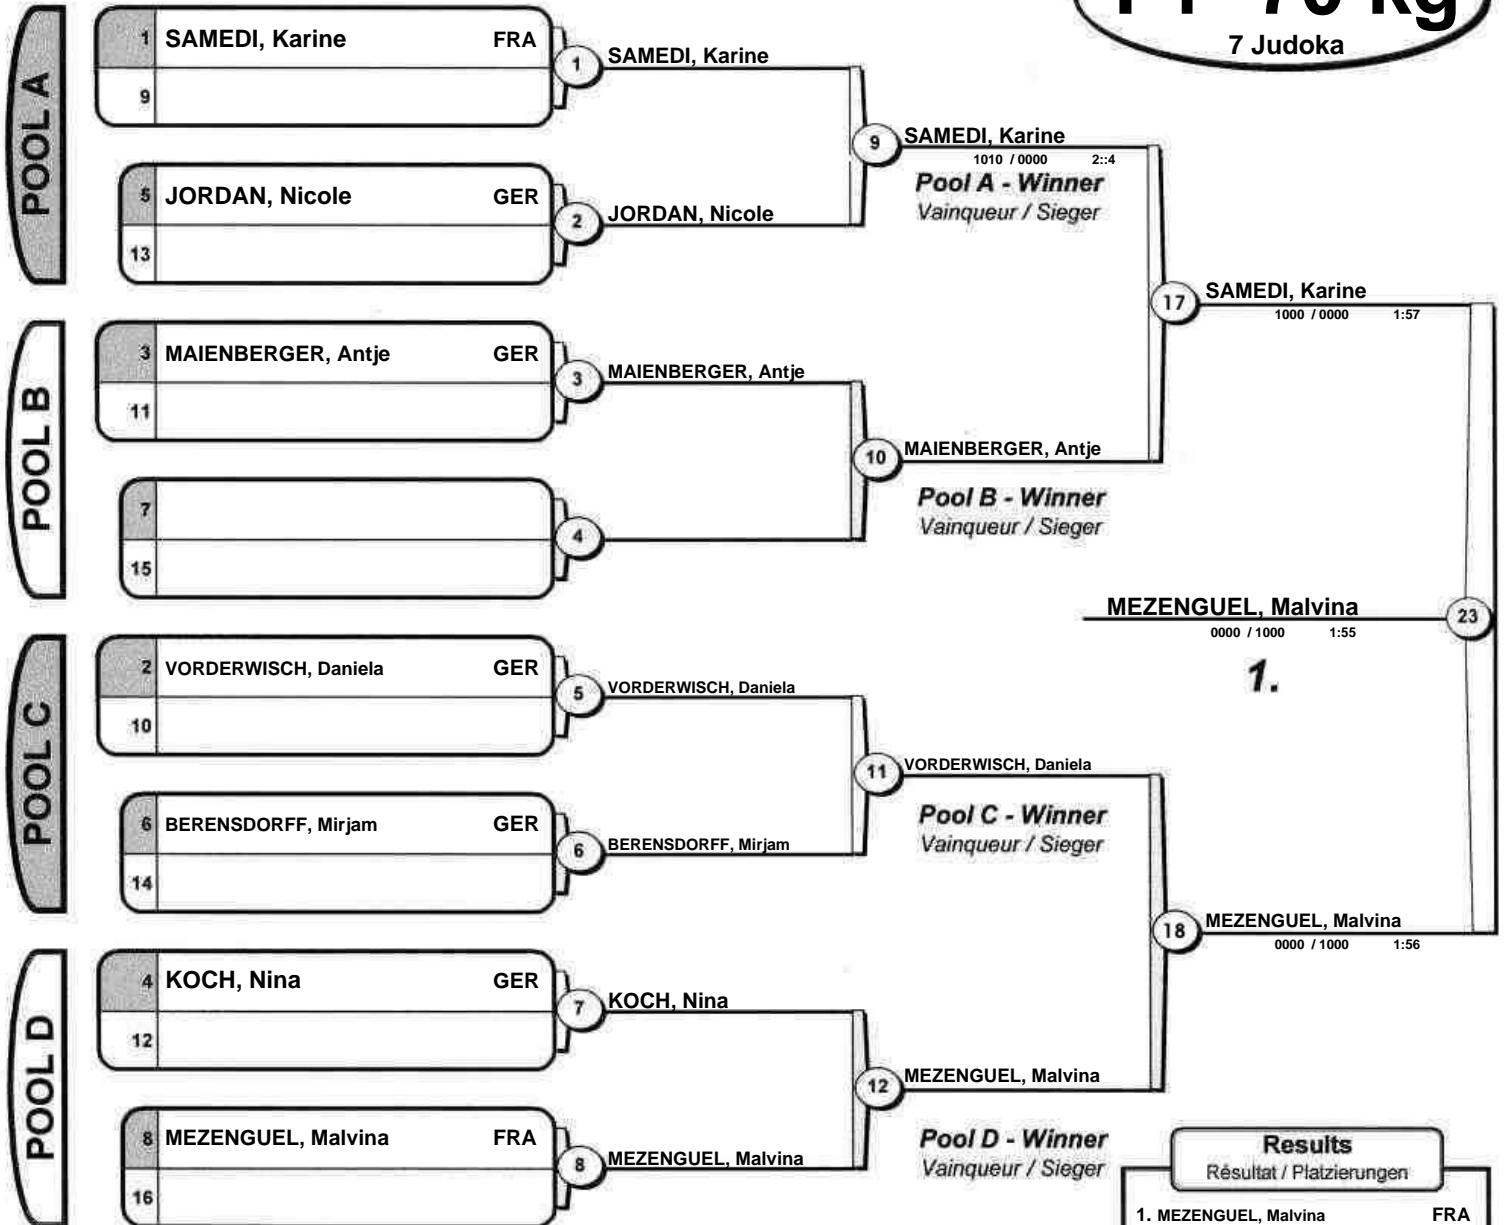 7 Judoka
POOL A
1 SAMEDI, Karine FRA
9
1 SAMEDI, Karine
5 JORDAN, Nicole GER
13
2 JORDAN, Nicole
9 SAMEDI, Karine
1010 / 0000 2::4
Pool A - Winner
Vainqueur / Sieger
POOL B
3 MAIENBERGER, Antje GER
11
3 MAIENBERGER, Antje
7
15
4
10 MAIENBERGER, Antje
Pool B - Winner
Vainqueur / Sieger
17 SAMEDI, Karine
1000 / 0000 1:57
MEZENGUEL, Malvina 23
0000 / 1000 1:55
1.
POOL C
2 VORDERWISCH, Daniela GER
10
5 VORDERWISCH, Daniela
6 BERENSDORFF, Mirjam GER
14
6 BERENSDORFF, Mirjam
11 VORDERWISCH, Daniela
Pool C - Winner
Vainqueur / Sieger
18 MEZENGUEL, Malvina
0000 / 1000 1:56
POOL D
4 KOCH, Nina GER
12
7 KOCH, Nina
8 MEZENGUEL, Malvina FRA
16
8 MEZENGUEL, Malvina
12 MEZENGUEL, Malvina
Pool D - Winner
Vainqueur / Sieger
Results
Résultat / Platzierungen
1. MEZENGUEL, Malvina FRA